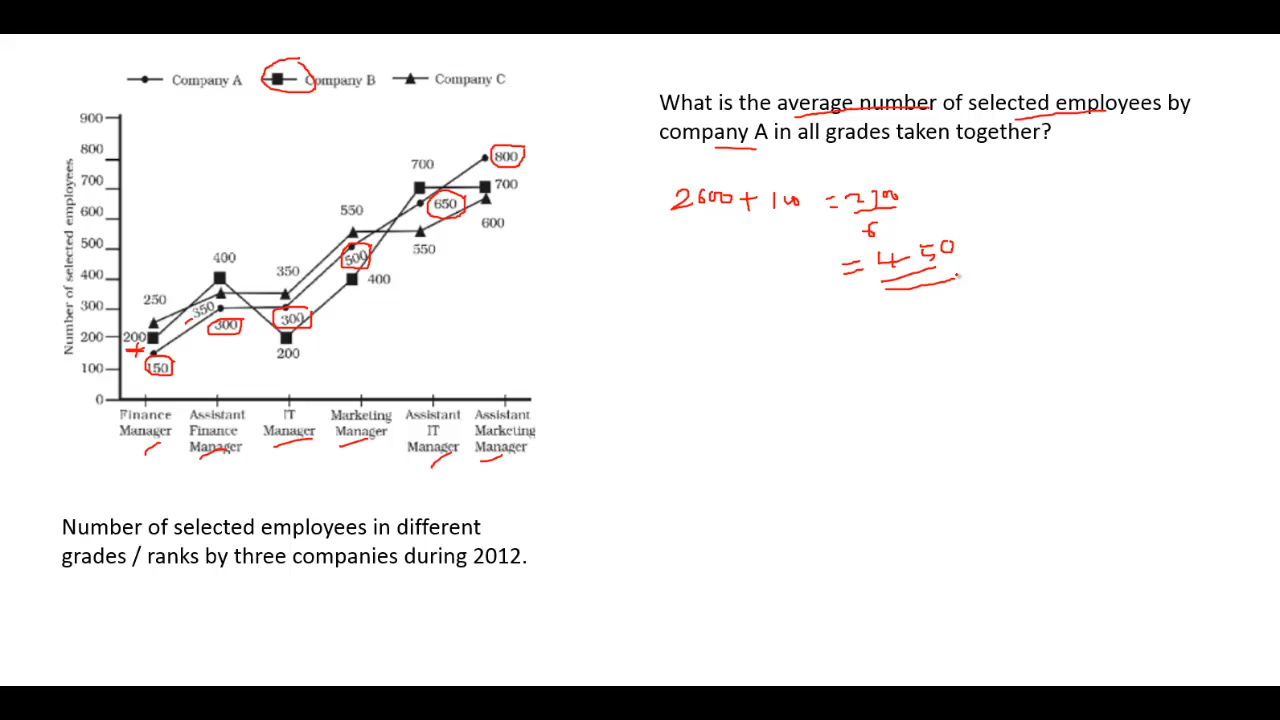 Company A Company B Company C
Number of selected employees
900
800
700
600
500
400
300
200
100
0
250
200
150
400
350
300
350
300
200
550
500
400
700
650
550
800
700
600
Finance Manager
Assistant Finance Manager
IT Manager
Marketing Manager
Assistant IT Manager
Assistant Marketing Manager
Number of selected employees in different
grades / ranks by three companies during 2012.
What is the average number of selected employees by
company A in all grades taken together?
2600 + 100 = 2700
6
= 450